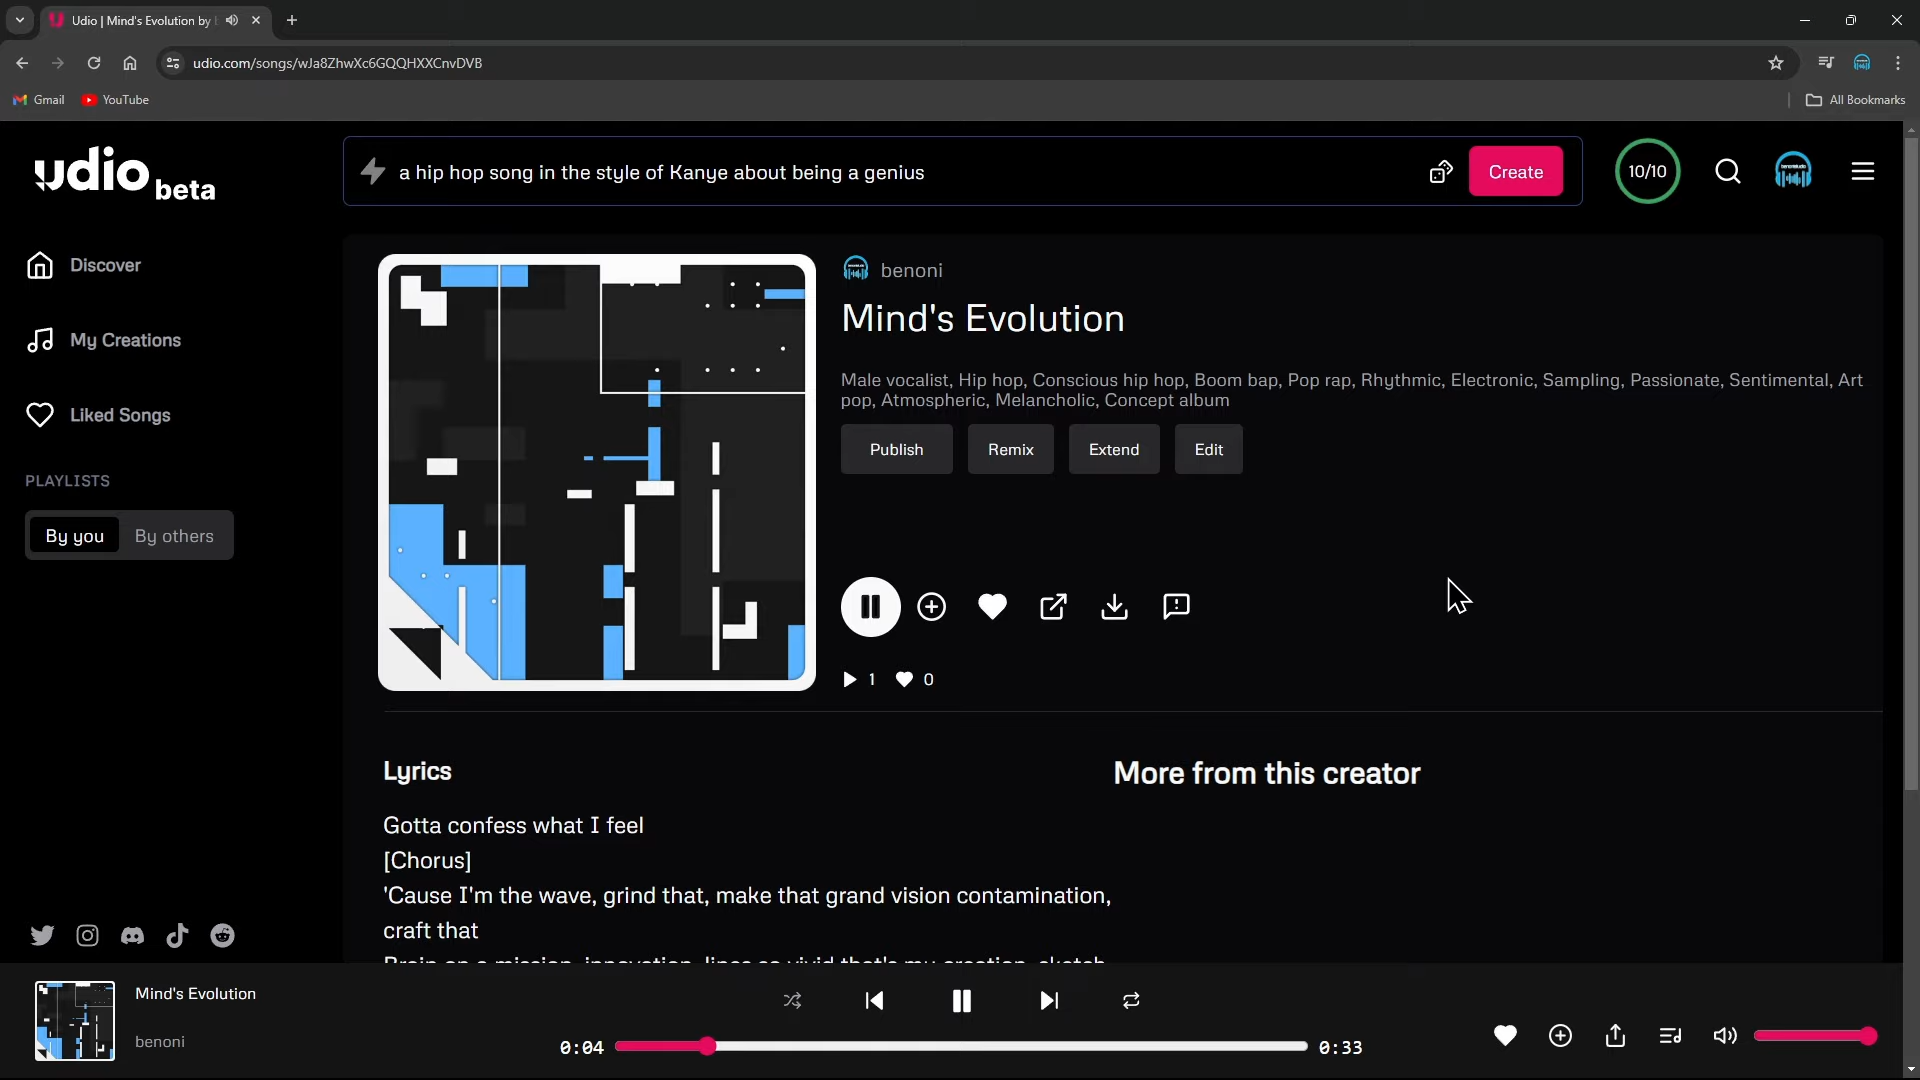 Udio | Mind's Evolution by
udio.com/songs/wJa8ZhwXc6GQQHXXCnvDVB
Gmail
YouTube
All Bookmarks
udio beta
a hip hop song in the style of Kanye about being a genius
Create
10/10
Discover
My Creations
Liked Songs
PLAYLISTS
By you
By others
benoni
Mind's Evolution
Male vocalist, Hip hop, Conscious hip hop, Boom bap, Pop rap, Rhythmic, Electronic, Sampling, Passionate, Sentimental, Art
pop, Atmospheric, Melancholic, Concept album
Publish
Remix
Extend
Edit
1
0
Lyrics
More from this creator
Gotta confess what I feel
[Chorus]
'Cause I'm the wave, grind that, make that grand vision contamination,
craft that
Mind's Evolution
benoni
0:04
0:33